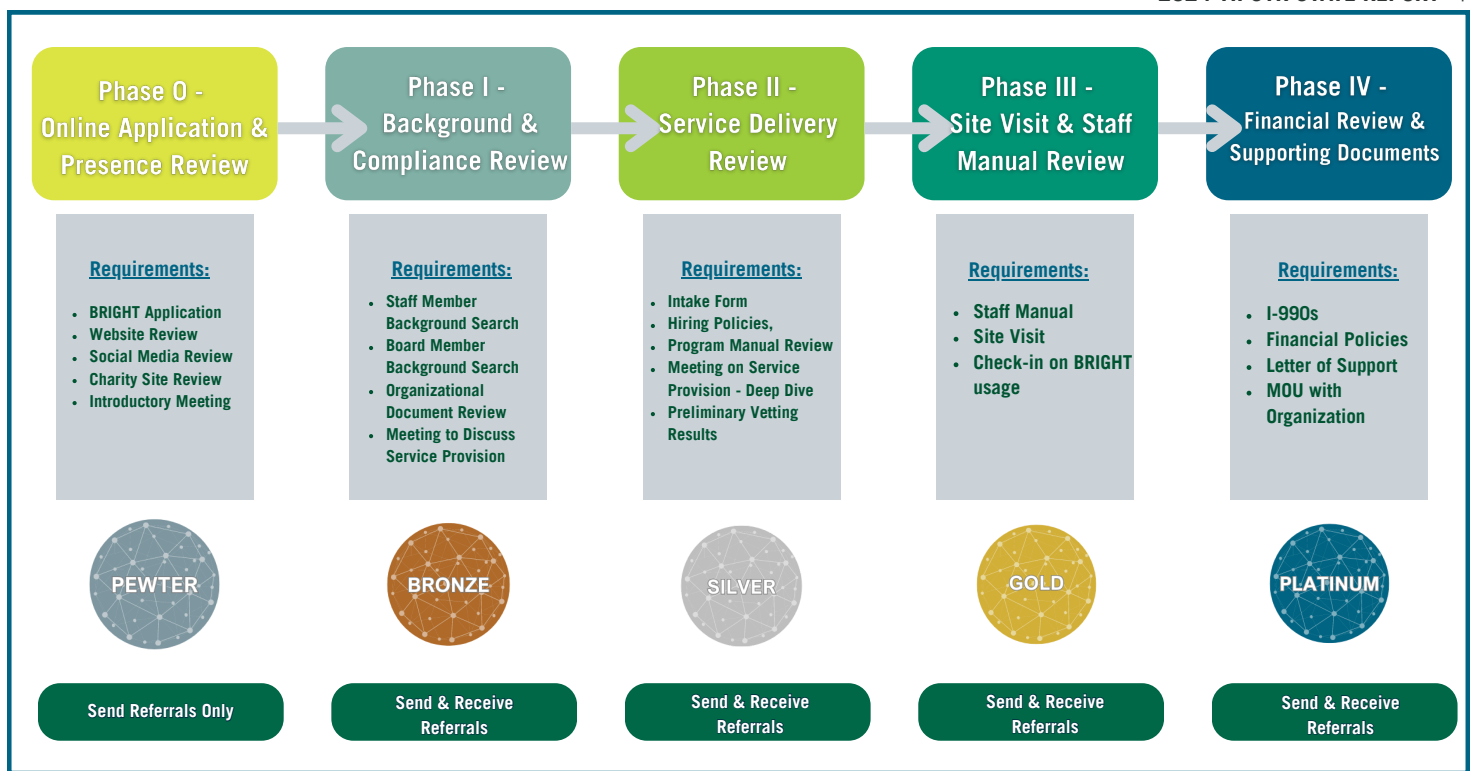 Phase 0 -
Online Application &
Presence Review
Phase I -
Background &
Compliance Review
Phase II -
Service Delivery
Review
Phase III -
Site Visit & Staff
Manual Review
Phase IV -
Financial Review &
Supporting Documents
Requirements:
• BRIGHT Application
• Website Review
• Social Media Review
• Charity Site Review
• Introductory Meeting
Requirements:
• Staff Member
Background Search
• Board Member
Background Search
• Organizational
Document Review
• Meeting to Discuss
Service Provision
Requirements:
• Intake Form
• Hiring Policies,
• Program Manual Review
• Meeting on Service
Provision - Deep Dive
• Preliminary Vetting
Results
Requirements:
• Staff Manual
• Site Visit
• Check-in on BRIGHT
usage
Requirements:
• I-990s
• Financial Policies
• Letter of Support
• MOU with
Organization
PEWTER
BRONZE
SILVER
GOLD
PLATINUM
Send Referrals Only
Send & Receive
Referrals
Send & Receive
Referrals
Send & Receive
Referrals
Send & Receive
Referrals